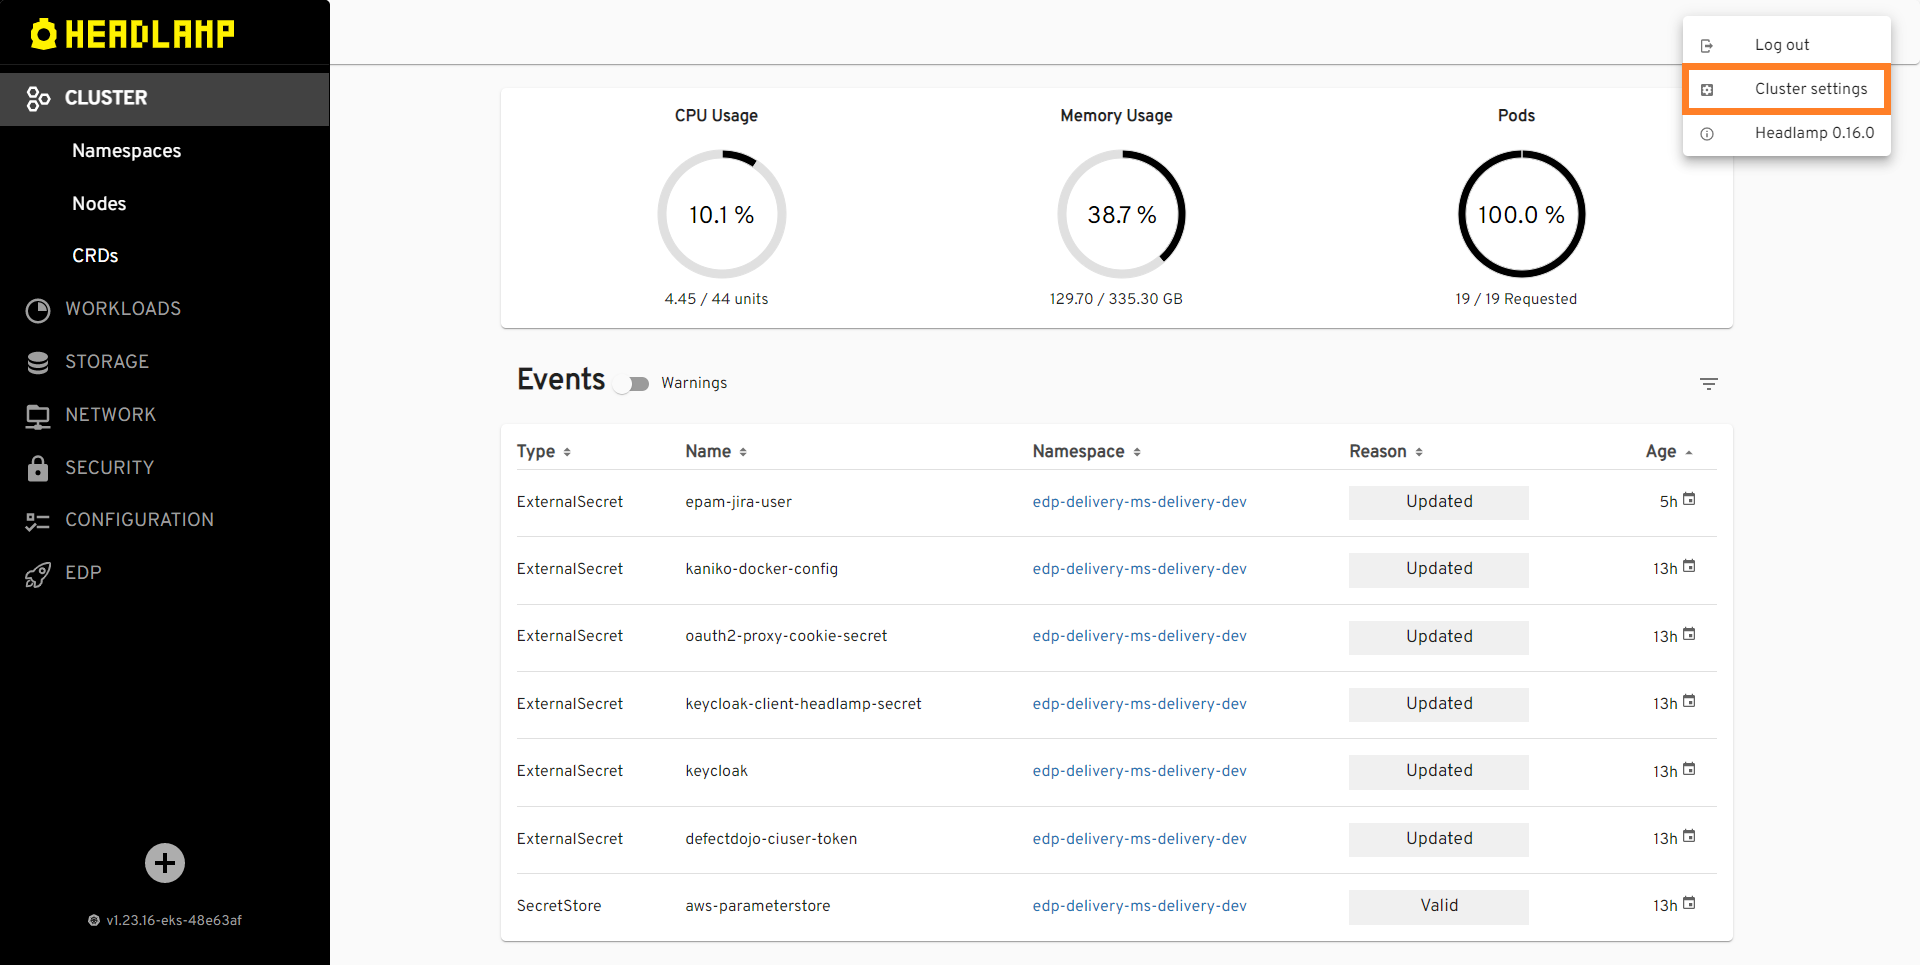 HEADLAMP
CLUSTER
Namespaces
Nodes
CRDs
WORKLOADS
STORAGE
NETWORK
SECURITY
CONFIGURATION
EDP
v1.23.16-eks-48e63af
Log out
Cluster settings
Headlamp 0.16.0
CPU Usage Memory Usage Pods
10.1 % 38.7 % 100.0 %
4.45 / 44 units 129.70 / 335.30 GB 19 / 19 Requested
Events Warnings
Type Name Namespace Reason Age
ExternalSecret epam-jira-user edp-delivery-ms-delivery-dev Updated 5h
ExternalSecret kaniko-docker-config edp-delivery-ms-delivery-dev Updated 13h
ExternalSecret oauth2-proxy-cookie-secret edp-delivery-ms-delivery-dev Updated 13h
ExternalSecret keycloak-client-headlamp-secret edp-delivery-ms-delivery-dev Updated 13h
ExternalSecret keycloak edp-delivery-ms-delivery-dev Updated 13h
ExternalSecret defectdojo-ciuser-token edp-delivery-ms-delivery-dev Updated 13h
SecretStore aws-parameterstore edp-delivery-ms-delivery-dev Valid 13h